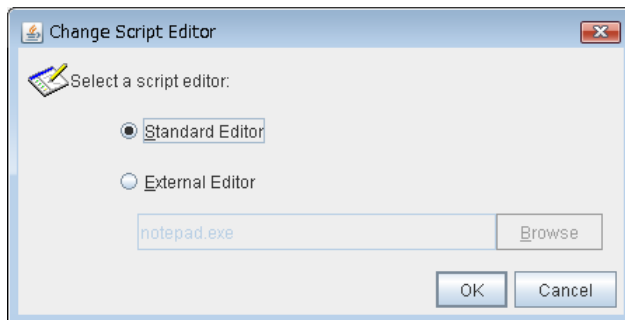 Change Script Editor
Select a script editor:
Standard Editor
External Editor
notepad.exe Browse
OK Cancel